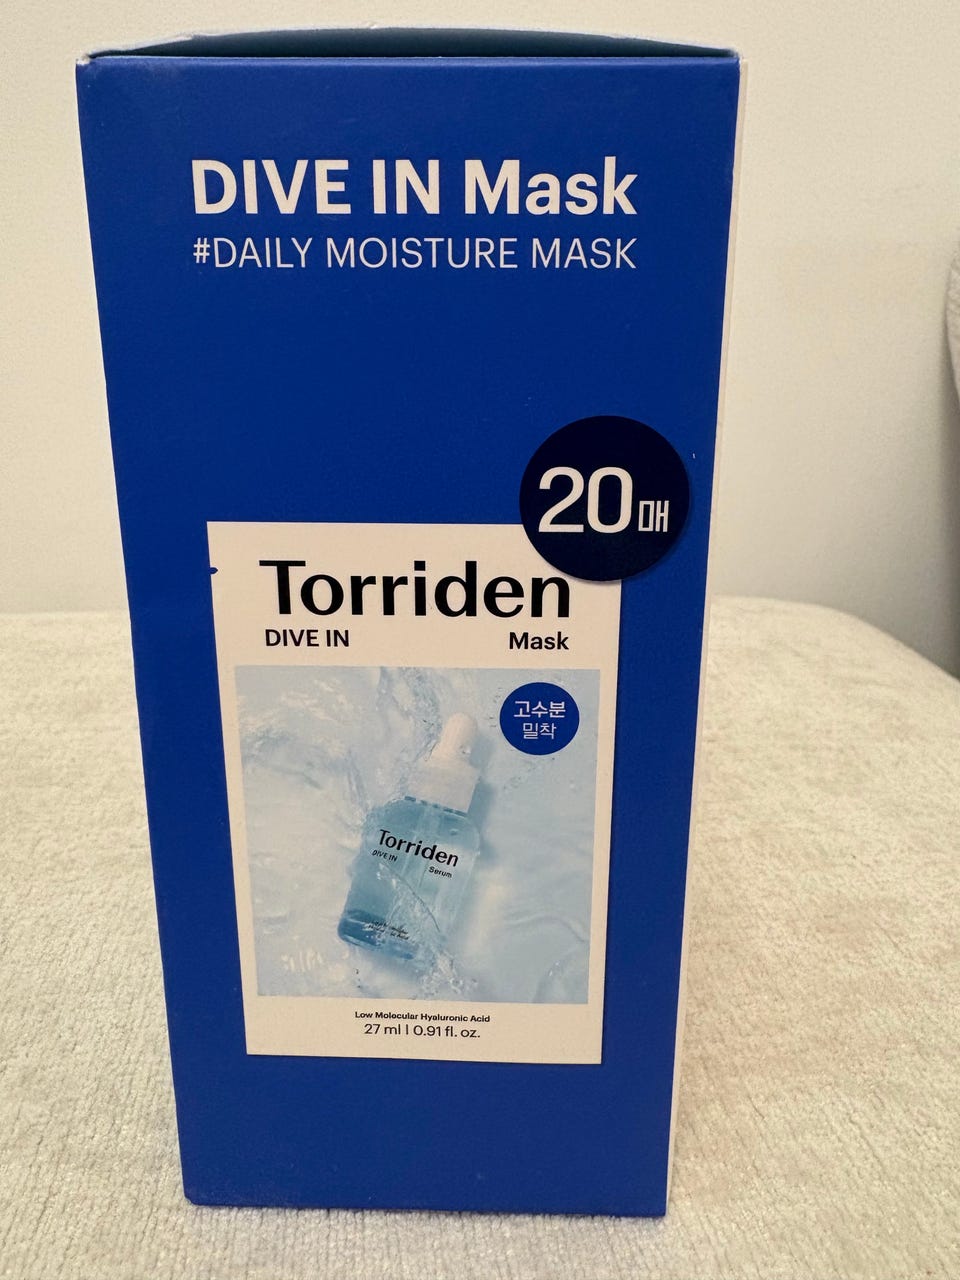 DIVE IN Mask
#DAILY MOISTURE MASK
20매
Torriden
DIVE IN Mask
고수분
밀착
Torriden
DIVE IN
Serum
Low Molecular Hyaluronic Acid
27 ml | 0.91 fl. oz.